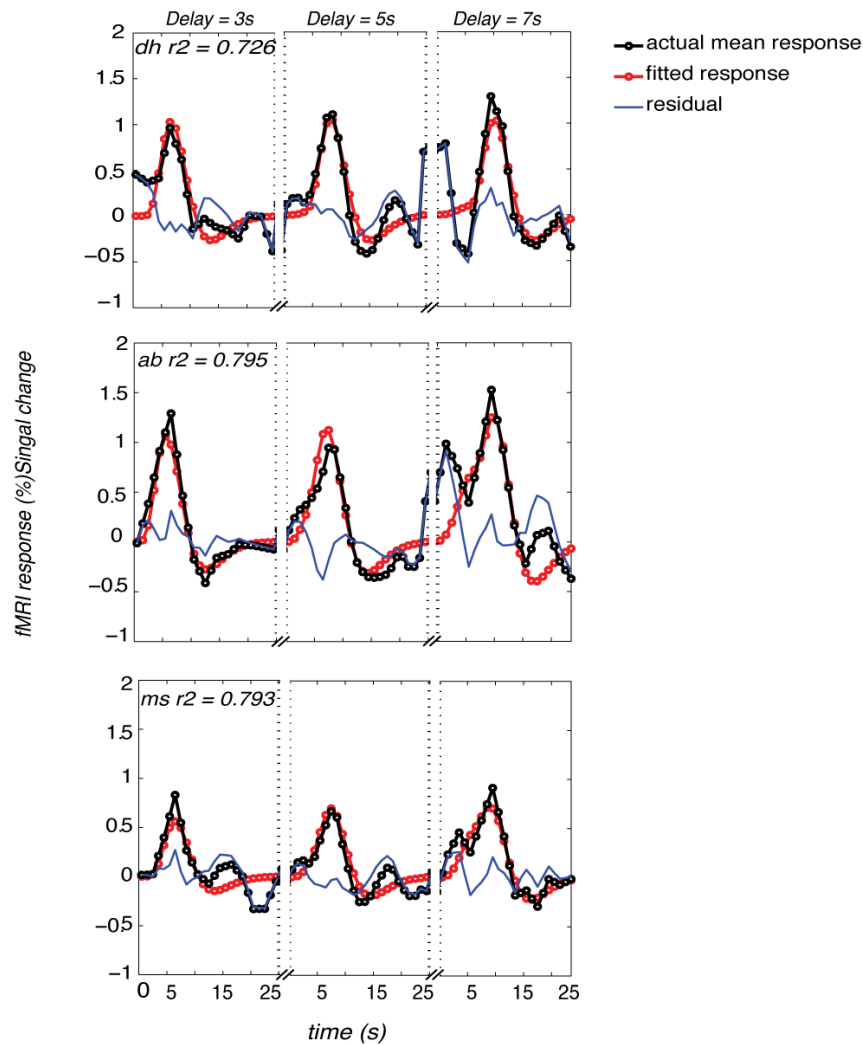 Delay = 3s Delay = 5s Delay = 7s
actual mean response
fitted response
residual
dh r2 = 0.726
2
1.5
1
0.5
0
−0.5
−1
fMRI response (%)Singal change
ab r2 = 0.795
2
1.5
1
0.5
0
−0.5
−1
ms r2 = 0.793
2
1.5
1
0.5
0
−0.5
−1
0 5 15 25 5 15 25 5 15 25
time (s)